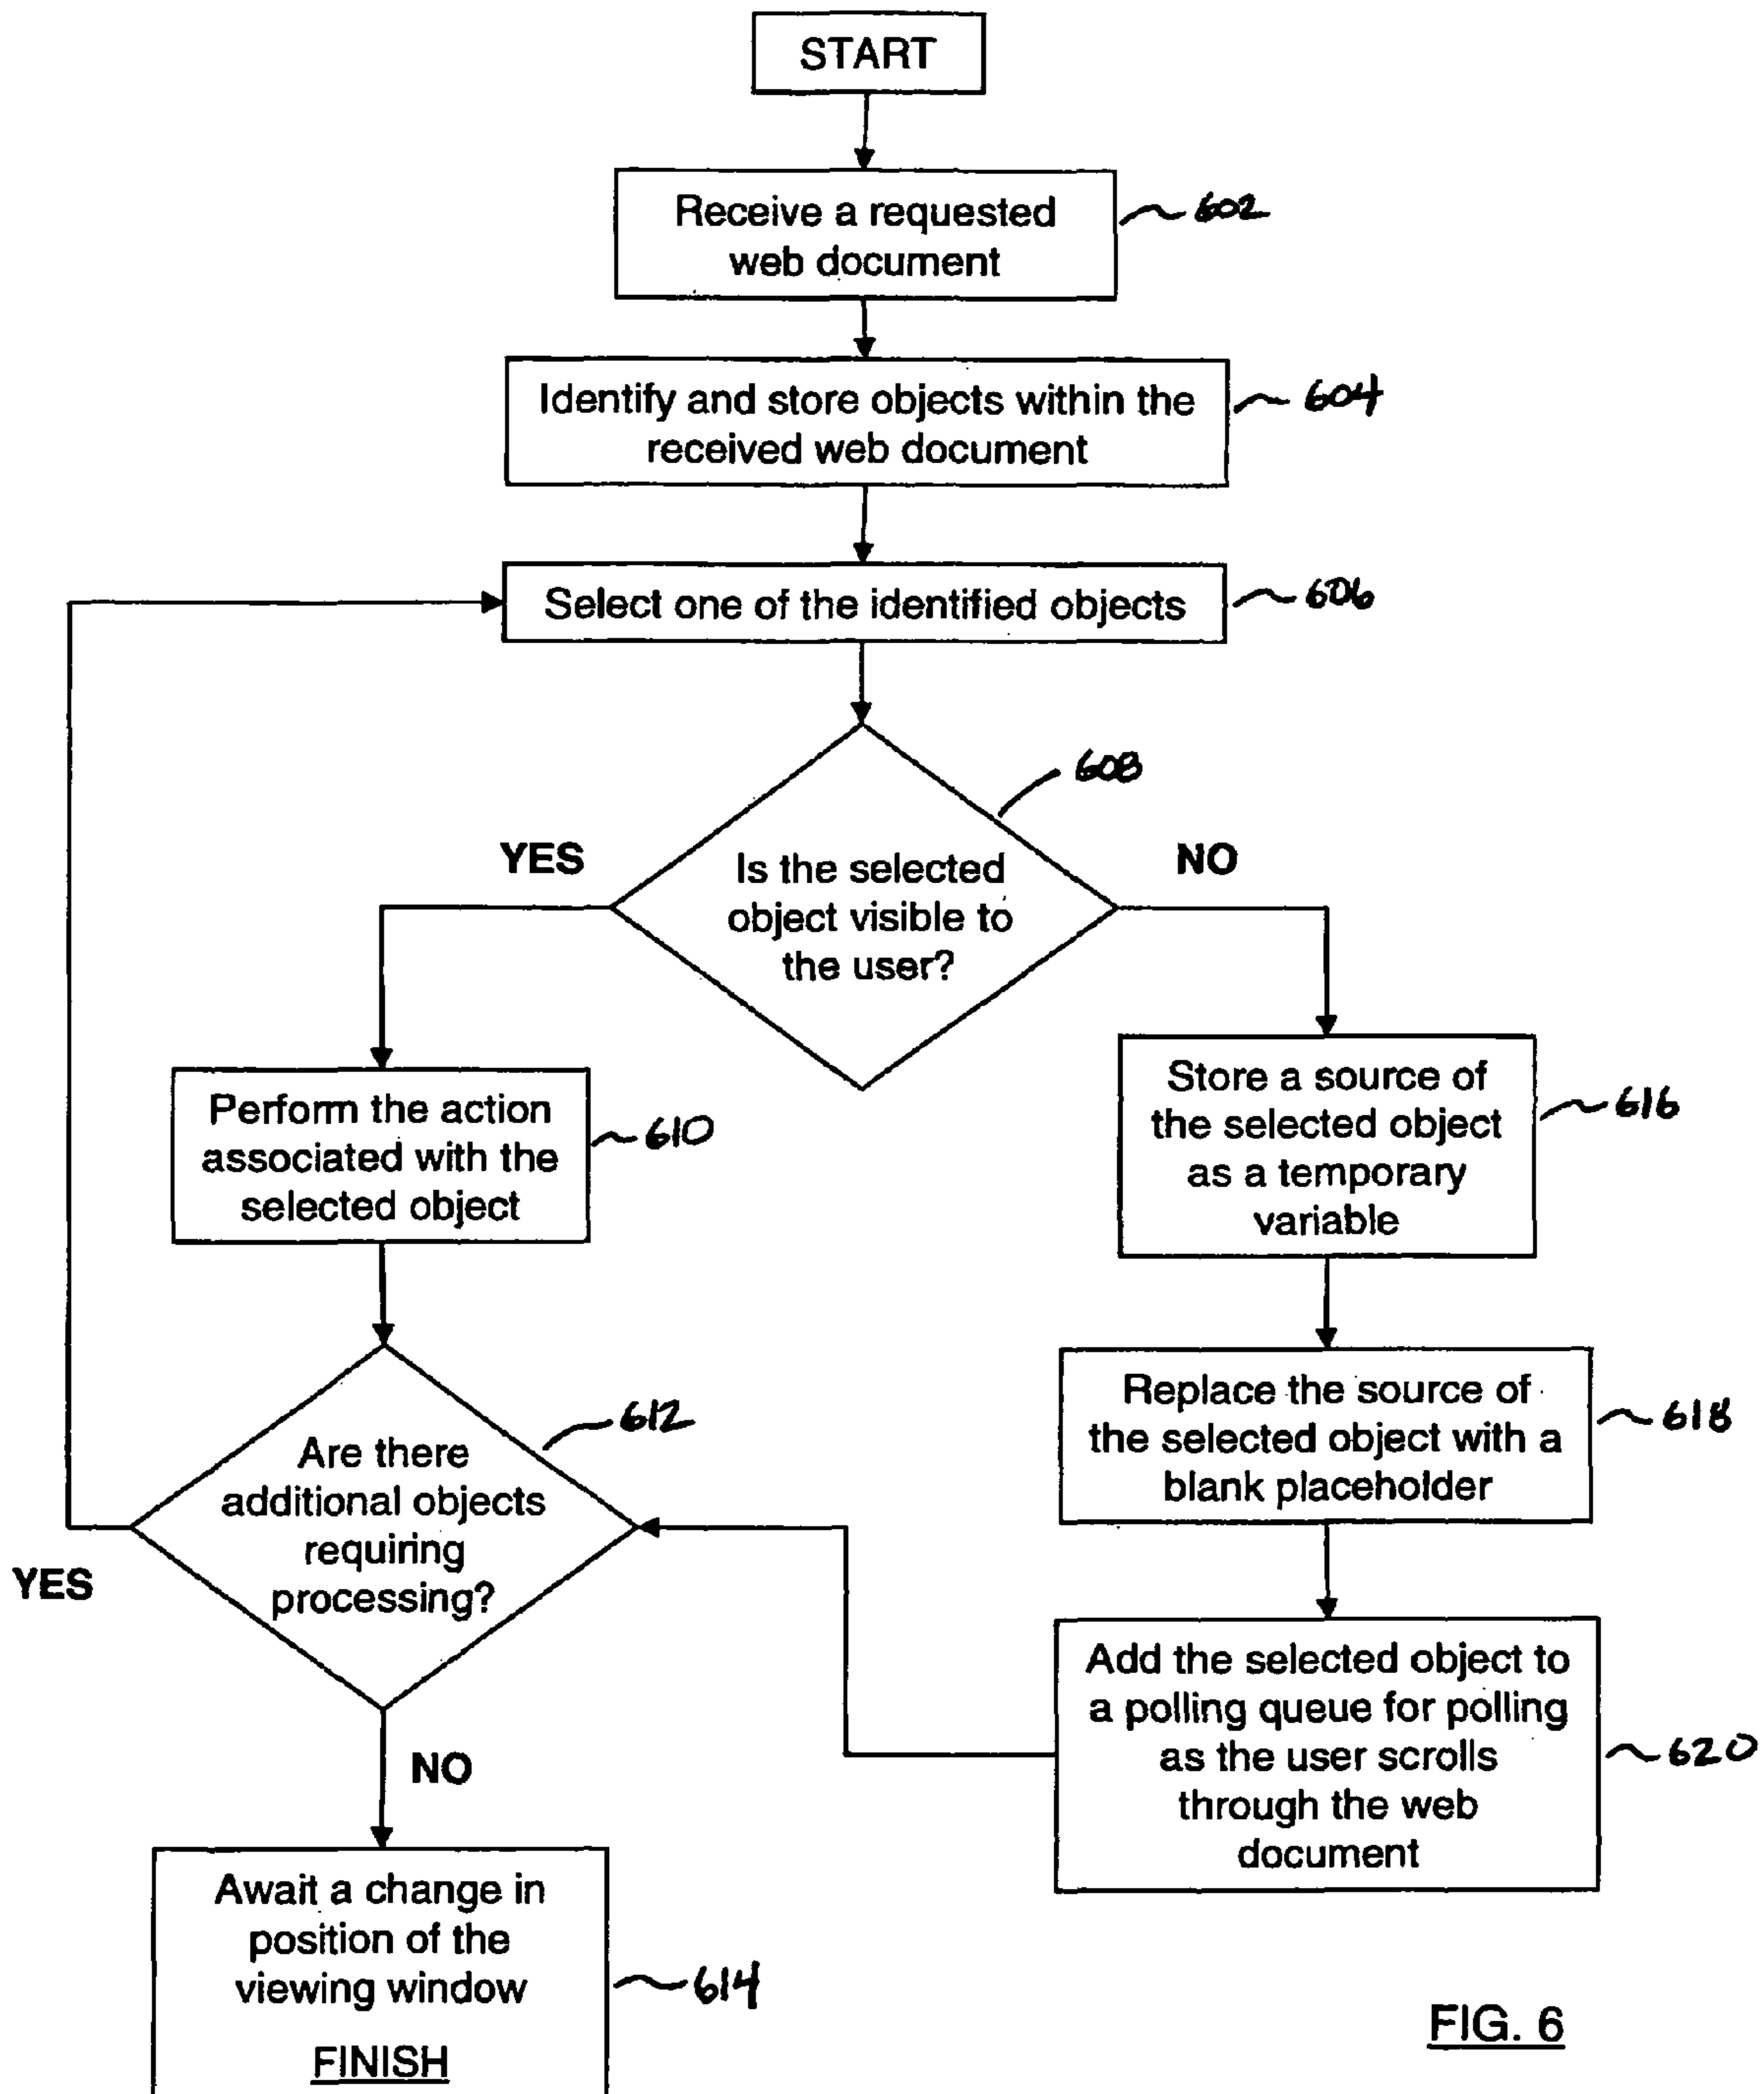 START
Receive a requested
web document
602
Identify and store objects within the
received web document
604
Select one of the identified objects
606
608
YES
NO
Is the selected
object visible to
the user?
Perform the action
associated with the
selected object
610
Store a source of
the selected object
as a temporary
variable
616
Are there
additional objects
requiring
processing?
612
Replace the source of
the selected object with a
blank placeholder
618
YES
NO
Add the selected object to
a polling queue for polling
as the user scrolls
through the web
document
620
Await a change in
position of the
viewing window
FINISH
614
FIG. 6